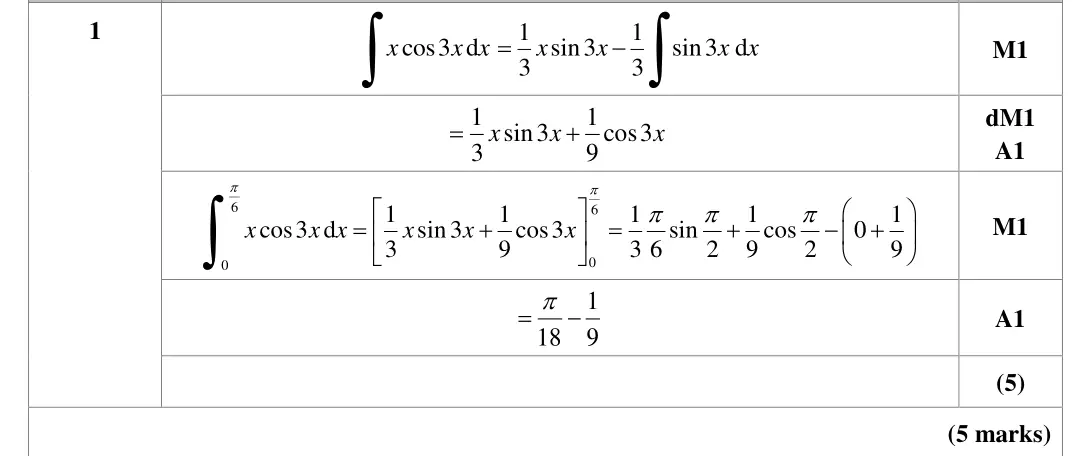 1
∫ x cos 3x dx = 1/3 x sin 3x − 1/3 ∫ sin 3x dx
M1
= 1/3 x sin 3x + 1/9 cos 3x
dM1
A1
∫₀^(π/6) x cos 3x dx = [1/3 x sin 3x + 1/9 cos 3x]₀^(π/6) = 1/3 π/6 sin π/2 + 1/9 cos π/2 − (0 + 1/9)
M1
= π/18 − 1/9
A1
(5)
(5 marks)